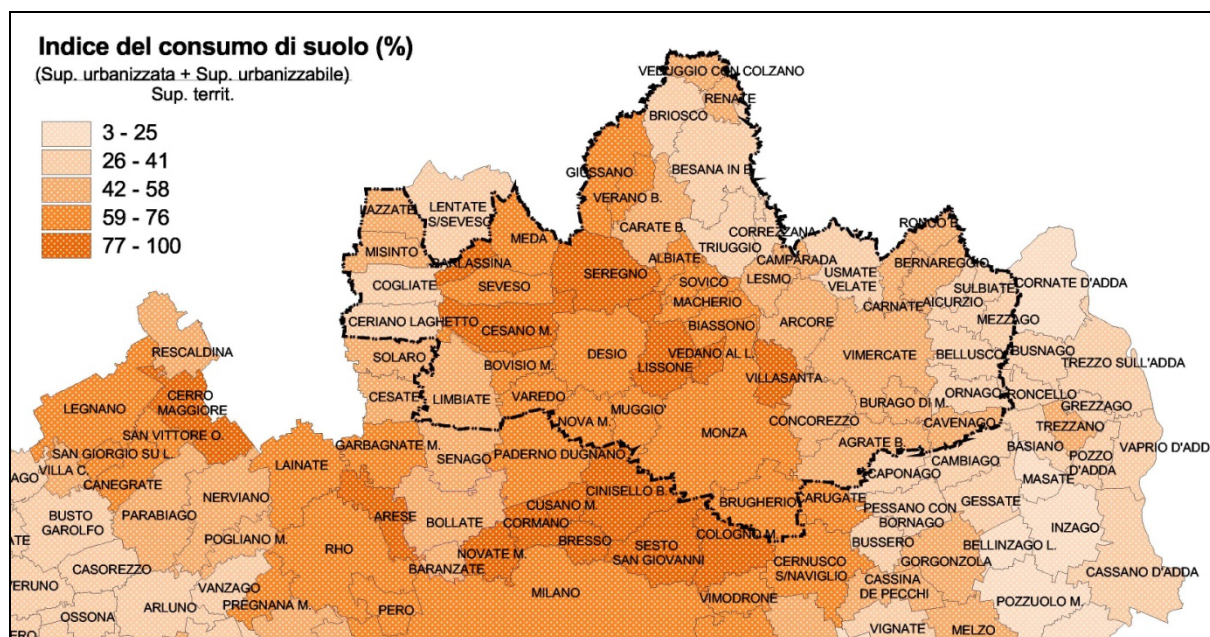 Indice del consumo di suolo (%)
(Sup. urbanizzata + Sup. urbanizzabile)
Sup. territ.
3 - 25
26 - 41
42 - 58
59 - 76
77 - 100
VEDUGGIO CON COLZANO
RENATE
BRIOSCO
GIUSSANO
BESANA IN B.
VERANO B.
LAZZATE
LENTATE
S/SEVESO
CARATE B.
CORREZZANA
RONCO B.
MISINTO
MEDA
TRIUGGIO
BARLASSINA
ALBIATE
CAMPARADA
BERNAREGGIO
SEREGNO
LESMO
USMATE
VELATE
COGLIATE
SEVESO
SOVICO
SULBIATE
CORNATE D'ADDA
MACHERIO
CARNATE
AICURZIO
CERIANO LAGHETTO
CESANO M.
BIASSONO
ARCORE
MEZZAGO
RESCALDINA
SOLARO
BOVISIO M.
DESIO
LISSONE
VEDANO AL L.
VIMERCATE
BELLUSCO
BUSNAGO
TREZZO SULL'ADDA
VILLASANTA
CERRO
MAGGIORE
CESATE
LIMBIATE
VAREDO
ORNAGO
RONCELLO
LEGNANO
MUGGIO'
BURAGO DI M.
GREZZAGO
NOVA M.
CONCOREZZO
CAVENAGO
TREZZANO
SAN VITTORE O.
GARBAGNATE M.
MONZA
AGRATE B.
BASIANO
VAPRIO D'ADD
SAN GIORGIO SU L.
SENAGO
PADERNO DUGNANO
POZZO
D'ADDA
AGO
VILLA C.
LAINATE
CAMBIAGO
CAPONAGO
MASATE
CANEGRATE
CINISELLO B.
NERVIANO
BRUGHERIO
CARUGATE
GESSATE
BUSTO
GAROLFO
PARABIAGO
ARESE
CUSANO M.
PESSANO CON
BORNAGO
BOLLATE
CORMANO
INZAGO
ATE
POGLIANO M.
COLOGNO M.
BRESSO
SESTO
SAN GIOVANNI
BUSSERO
BELLINZAGO L.
RHO
NOVATE M.
CERNUSCO
S/NAVIGLIO
GORGONZOLA
CASOREZZO
BARANZATE
CASSANO D'ADDA
VERUNO
VANZAGO
CASSINA
DE PECCHI
ARLUNO
PREGNANA M.
MILANO
VIMODRONE
OSSONA
PERO
POZZUOLO M.
ERO
VIGNATE
MELZO